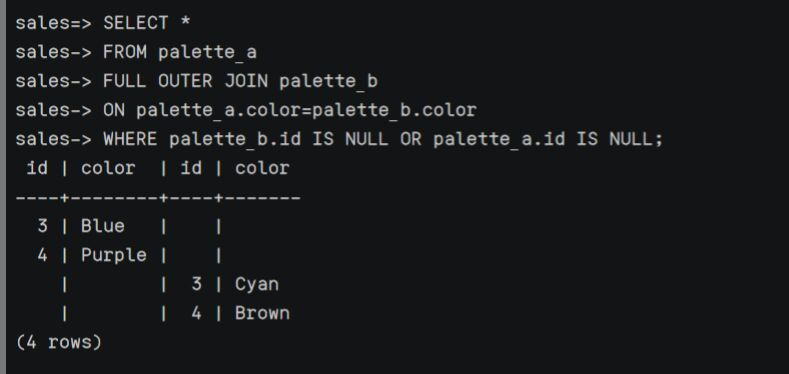 sales=> SELECT *
sales-> FROM palette_a
sales-> FULL OUTER JOIN palette_b
sales-> ON palette_a.color=palette_b.color
sales-> WHERE palette_b.id IS NULL OR palette_a.id IS NULL;
 id | color  | id | color
----+--------+----+-------
  3 | Blue   |    |
  4 | Purple |    |
    |        |  3 | Cyan
    |        |  4 | Brown
(4 rows)